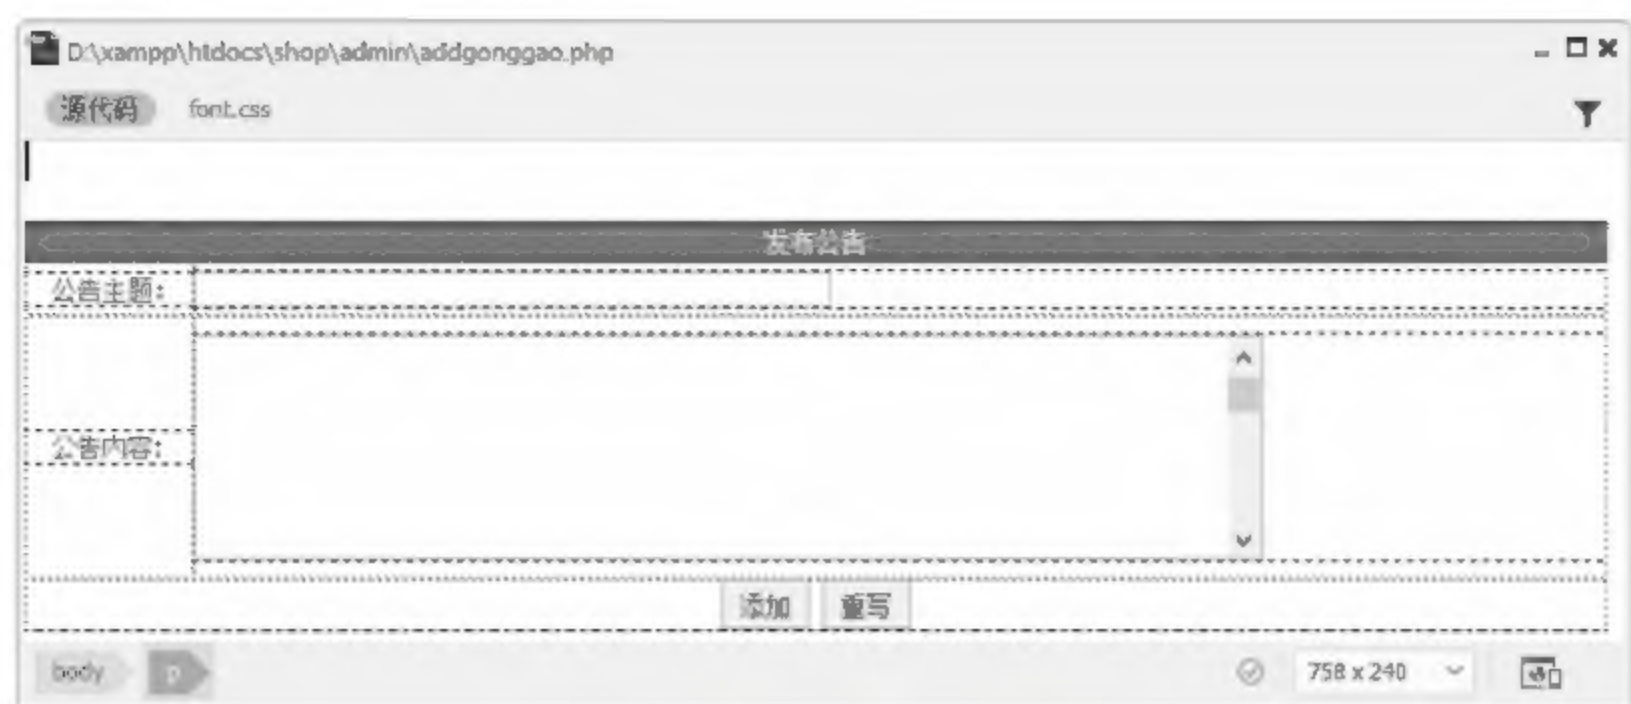 D:\xampp\htdocs\shop\admin\addgonggao.php
源代码 font.css
发布公告
公告主题:
公告内容:
添加 重写
body p
758 x 240